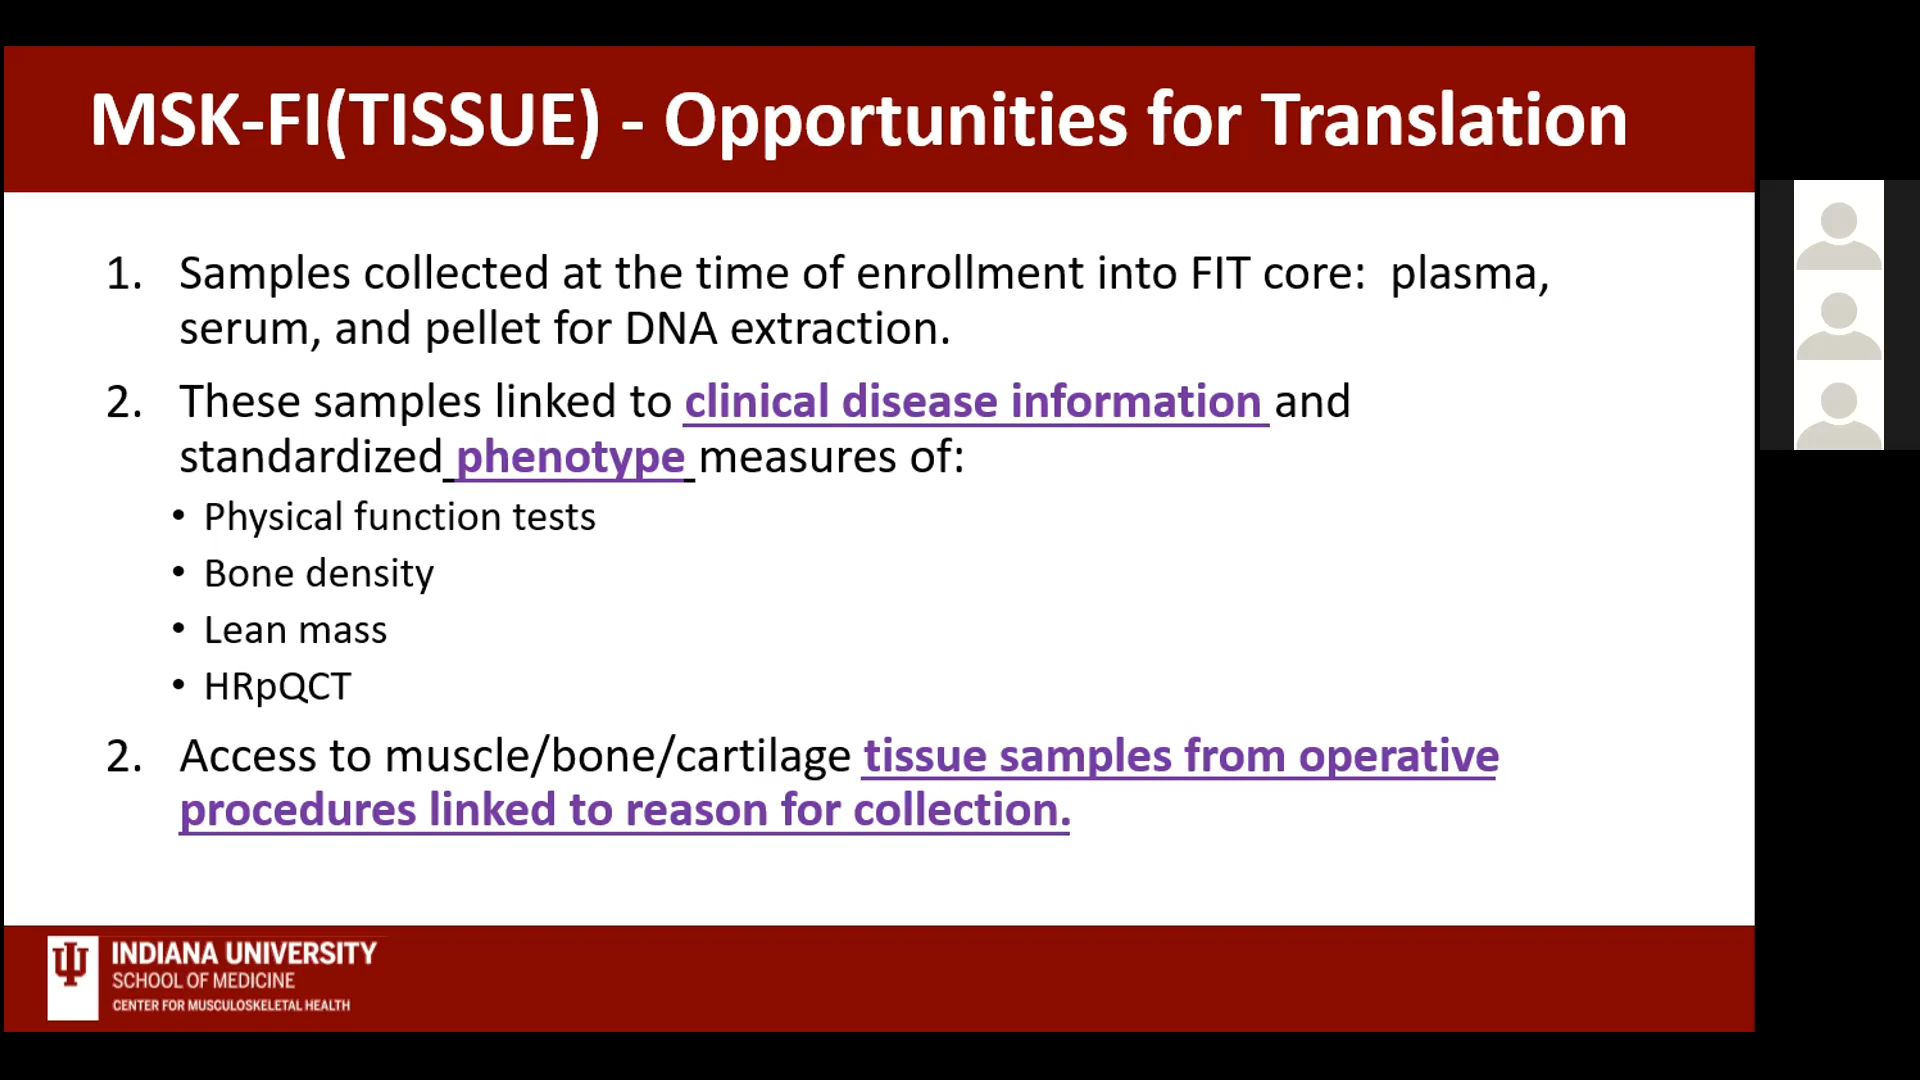 MSK-FI(TISSUE) - Opportunities for Translation
1. Samples collected at the time of enrollment into FIT core: plasma,
serum, and pellet for DNA extraction.
2. These samples linked to clinical disease information and
standardized phenotype measures of:
• Physical function tests
• Bone density
• Lean mass
• HRpQCT
2. Access to muscle/bone/cartilage tissue samples from operative
procedures linked to reason for collection.
INDIANA UNIVERSITY
SCHOOL OF MEDICINE
CENTER FOR MUSCULOSKELETAL HEALTH